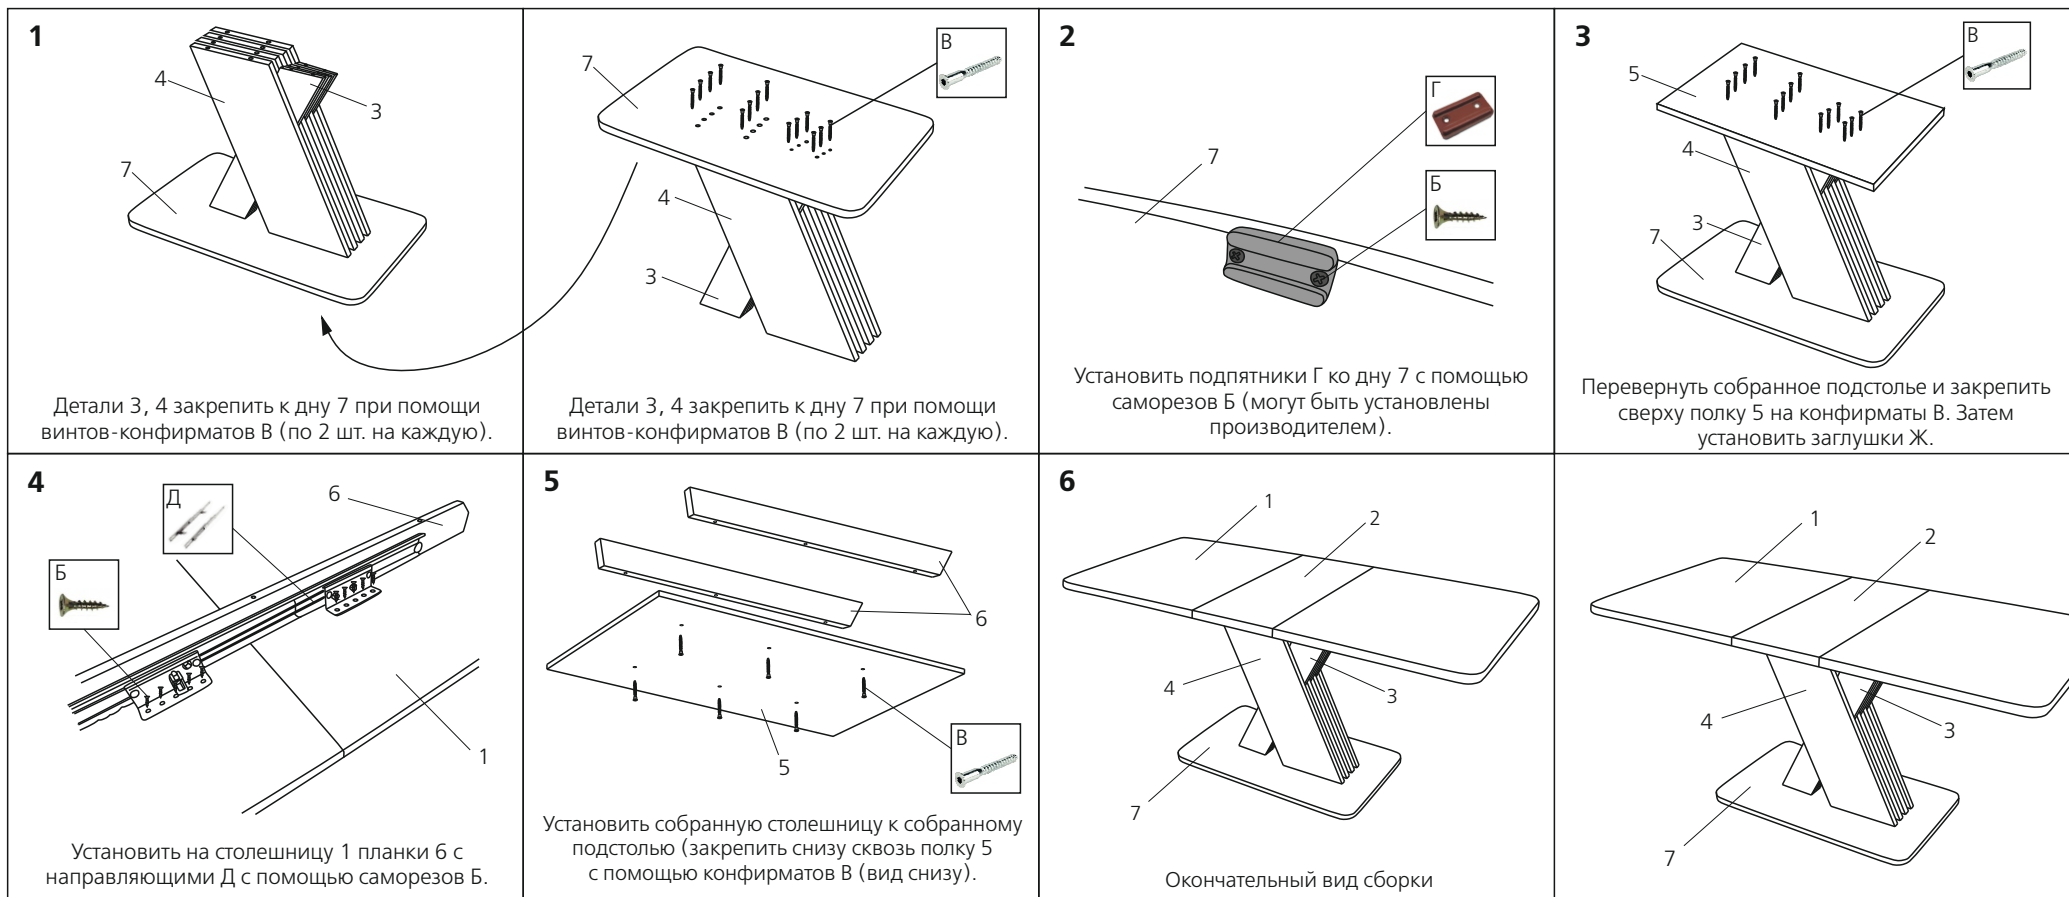 1
4
3
7
Детали 3, 4 закрепить к дну 7 при помощи
винтов-конфирматов В (по 2 шт. на каждую).
7
В
4
3
Детали 3, 4 закрепить к дну 7 при помощи
винтов-конфирматов В (по 2 шт. на каждую).
2
Г
7
Б
Установить подпятники Г ко дну 7 с помощью
саморезов Б (могут быть установлены
производителем).
3
В
5
4
3
7
Перевернуть собранное подстолье и закрепить
сверху полку 5 на конфирматы В. Затем
установить заглушки Ж.
4
Д
6
Б
1
Установить на столешницу 1 планки 6 с
направляющими Д с помощью саморезов Б.
5
6
В
5
Установить собранную столешницу к собранному
подстолью (закрепить снизу сквозь полку 5
с помощью конфирматов В (вид снизу).
6
1
2
4
3
7
Окончательный вид сборки
1
2
4
3
7